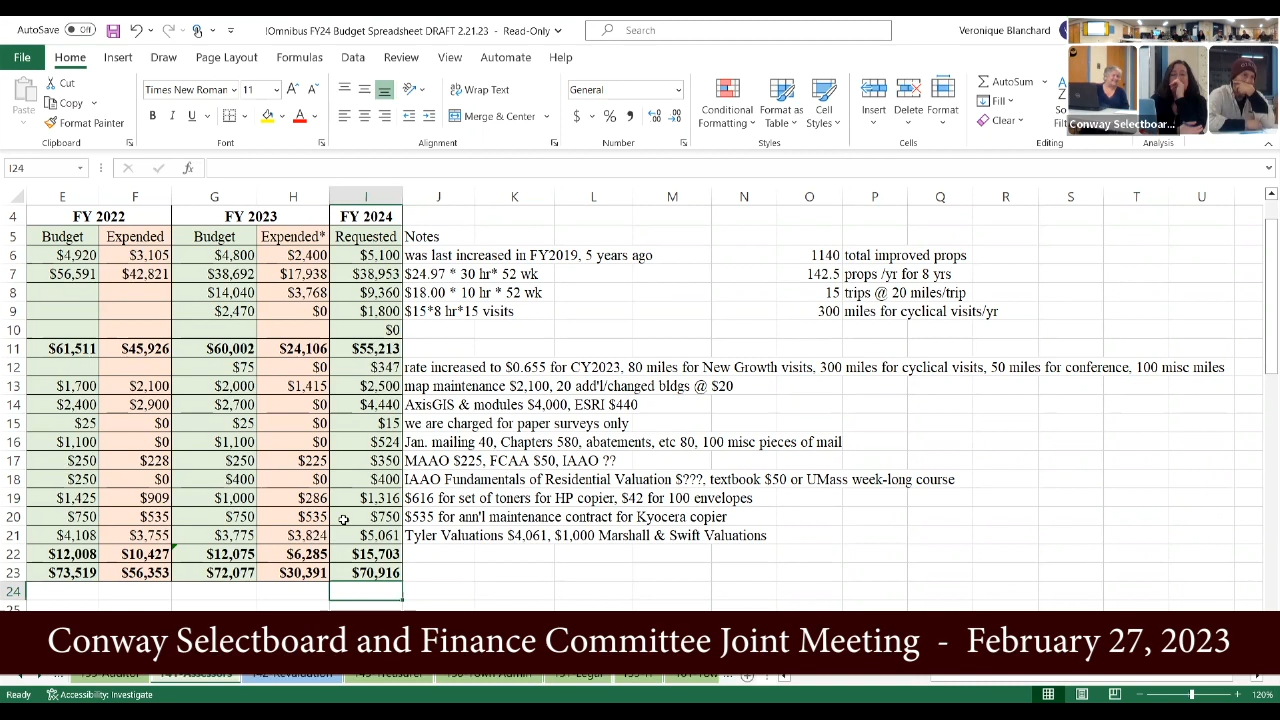 AutoSave Off !Omnibus FY24 Budget Spreadsheet DRAFT 2.21.23 - Read-Only Search Veronique Blanchard
File Home Insert Draw Page Layout Formulas Data Review View Automate Help
Paste Cut Copy Format Painter Clipboard
Times New Roman 11 B I U Font
Wrap Text Merge & Center Alignment
General $ % Number
Conditional Formatting Format as Table Cell Styles Styles
Insert Delete Format Cells
AutoSum Fill Clear Editing
Analysis
Conway Selectboar...
I24 fx
E F G H I J K L M N O P Q R S T U
4 FY 2022 FY 2023 FY 2024
5 Budget Expended Budget Expended* Requested Notes
6 $4,920 $3,105 $4,800 $2,400 $5,100 was last increased in FY2019, 5 years ago 1140 total improved props
7 $56,591 $42,821 $38,692 $17,938 $38,953 $24.97 * 30 hr* 52 wk 142.5 props /yr for 8 yrs
8 $14,040 $3,768 $9,360 $18.00 * 10 hr * 52 wk 15 trips @ 20 miles/trip
9 $2,470 $0 $1,800 $15*8 hr*15 visits 300 miles for cyclical visits/yr
10 $0
11 $61,511 $45,926 $60,002 $24,106 $55,213
12 $75 $0 $347 rate increased to $0.655 for CY2023, 80 miles for New Growth visits, 300 miles for cyclical visits, 50 miles for conference, 100 misc miles
13 $1,700 $2,100 $2,000 $1,415 $2,500 map maintenance $2,100, 20 add'l/changed bldgs @ $20
14 $2,400 $2,900 $2,700 $0 $4,440 AxisGIS & modules $4,000, ESRI $440
15 $25 $0 $25 $0 $15 we are charged for paper surveys only
16 $1,100 $0 $1,100 $0 $524 Jan. mailing 40, Chapters 580, abatements, etc 80, 100 misc pieces of mail
17 $250 $228 $250 $225 $350 MAAO $225, FCAA $50, IAAO ??
18 $250 $0 $400 $0 $400 IAAO Fundamentals of Residential Valuation $???, textbook $50 or UMass week-long course
19 $1,425 $909 $1,000 $286 $1,316 $616 for set of toners for HP copier, $42 for 100 envelopes
20 $750 $535 $750 $535 $750 $535 for ann'l maintenance contract for Kyocera copier
21 $4,108 $3,755 $3,775 $3,824 $5,061 Tyler Valuations $4,061, $1,000 Marshall & Swift Valuations
22 $12,008 $10,427 $12,075 $6,285 $15,703
23 $73,519 $56,353 $72,077 $30,391 $70,916
24
Conway Selectboard and Finance Committee Joint Meeting - February 27, 2023
Ready Accessibility: Investigate 120%